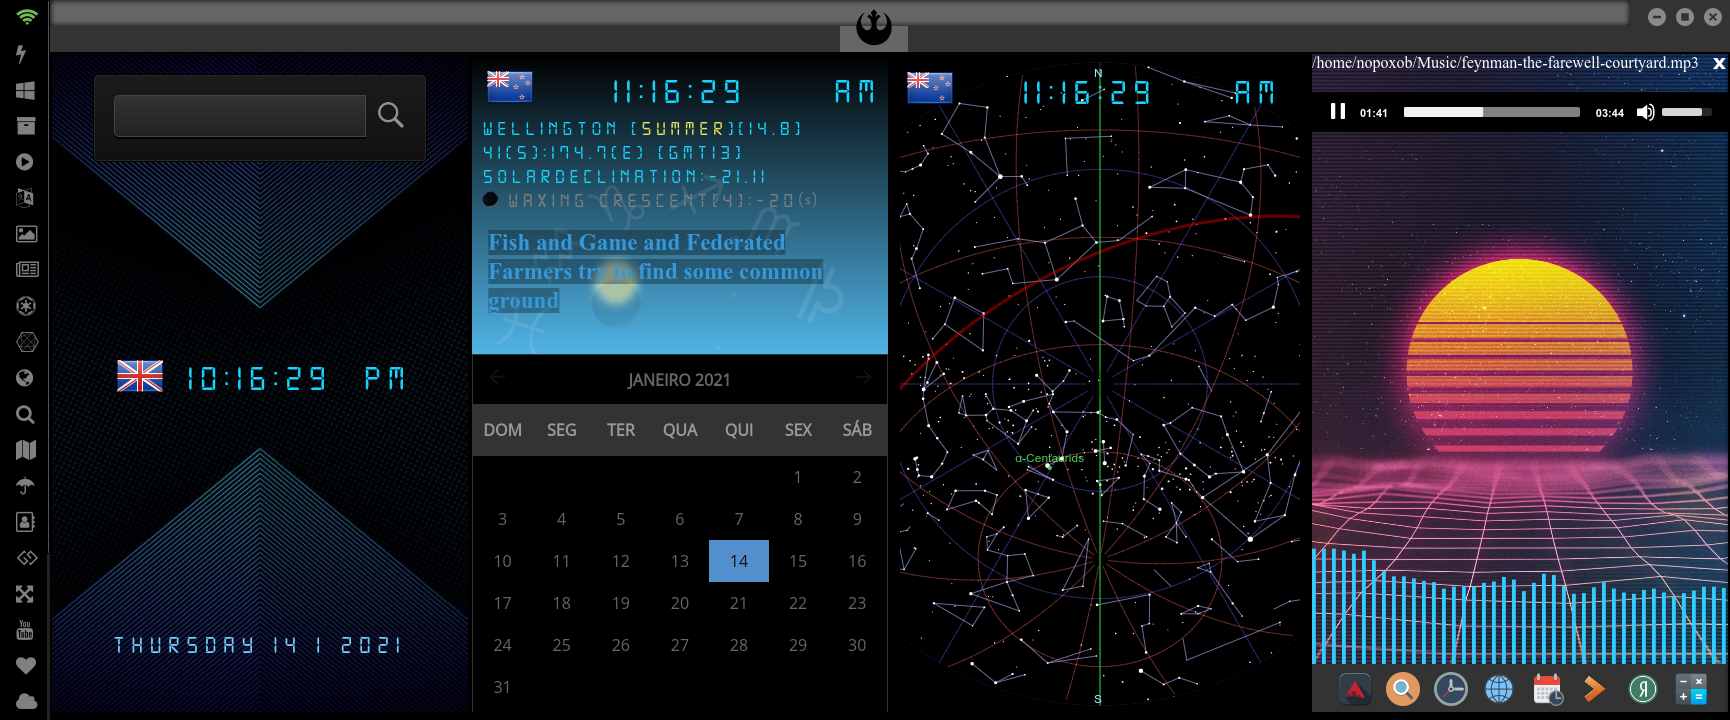 11:16:29 AM
WELLINGTON [SUMMER][14.8]
41(S):174.7(E) [GMT13]
SOLARDECLINATION:-21.11
WAXING CRESCENT[4]:-20(s)
Fish and Game and Federated
Farmers try to find some common
ground
10:16:29 PM
THURSDAY 14 1 2021
JANEIRO 2021
DOM SEG TER QUA QUI SEX SÁB
1 2
3 4 5 6 7 8 9
10 11 12 13 14 15 16
17 18 19 20 21 22 23
24 25 26 27 28 29 30
31
N
11:16:29 AM
α-Centaurids
S
/home/nopoxob/Music/feynman-the-farewell-courtyard.mp3 x
01:41 03:44
You
Tube
Я